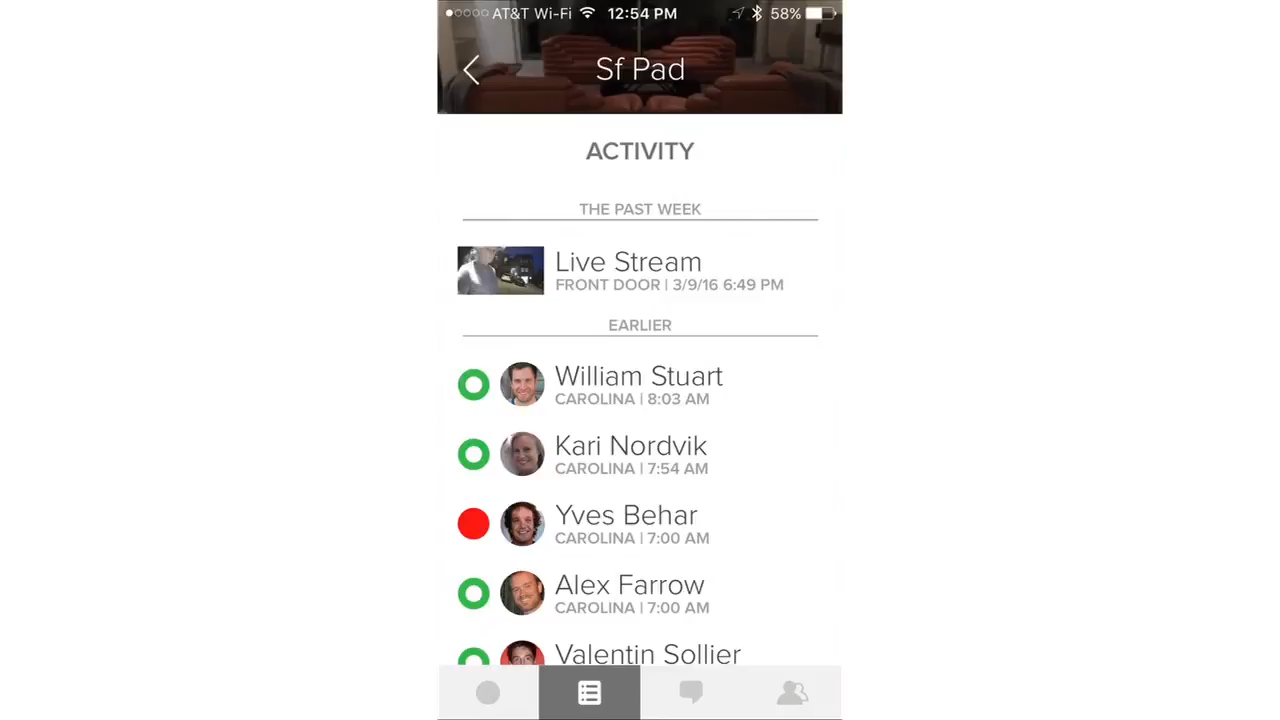 AT&T Wi-Fi 12:54 PM 58%
Sf Pad
ACTIVITY
THE PAST WEEK
Live Stream
FRONT DOOR | 3/9/16 6:49 PM
EARLIER
William Stuart
CAROLINA | 8:03 AM
Kari Nordvik
CAROLINA | 7:54 AM
Yves Behar
CAROLINA | 7:00 AM
Alex Farrow
CAROLINA | 7:00 AM
Valentin Sollier